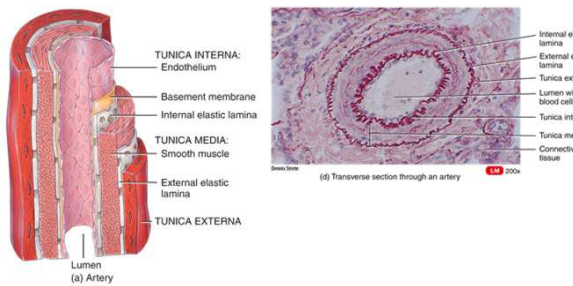 TUNICA INTERNA:
Endothelium
Basement membrane
Internal elastic lamina
TUNICA MEDIA:
Smooth muscle
External elastic
lamina
TUNICA EXTERNA
Lumen
(a) Artery
Internal e
lamina
External e
lamina
Tunica ex
Lumen wi
blood cell
Tunica int
Tunica me
Connectiv
tissue
Dennis Strete
LM 200x
(d) Transverse section through an artery